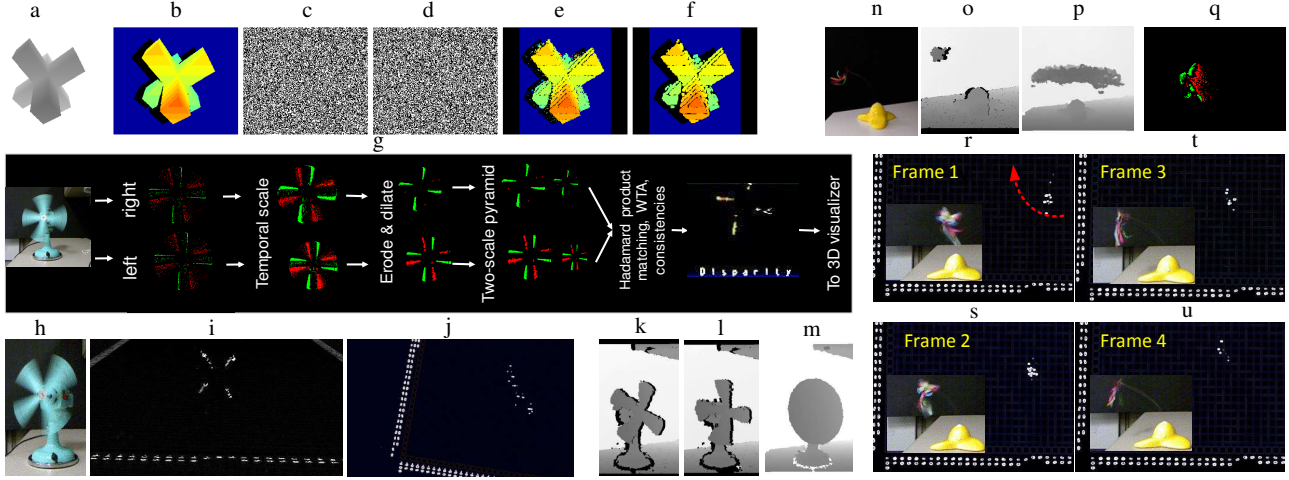 a b c d e f n o p q
g
right
left
Temporal scale
Erode & dilate
Two-scale pyramid
Hadamard product
matching, WTA,
consistencies
Disparity
To 3D visualizer
r t
Frame 1
Frame 3
h i j k l m
s u
Frame 2
Frame 4